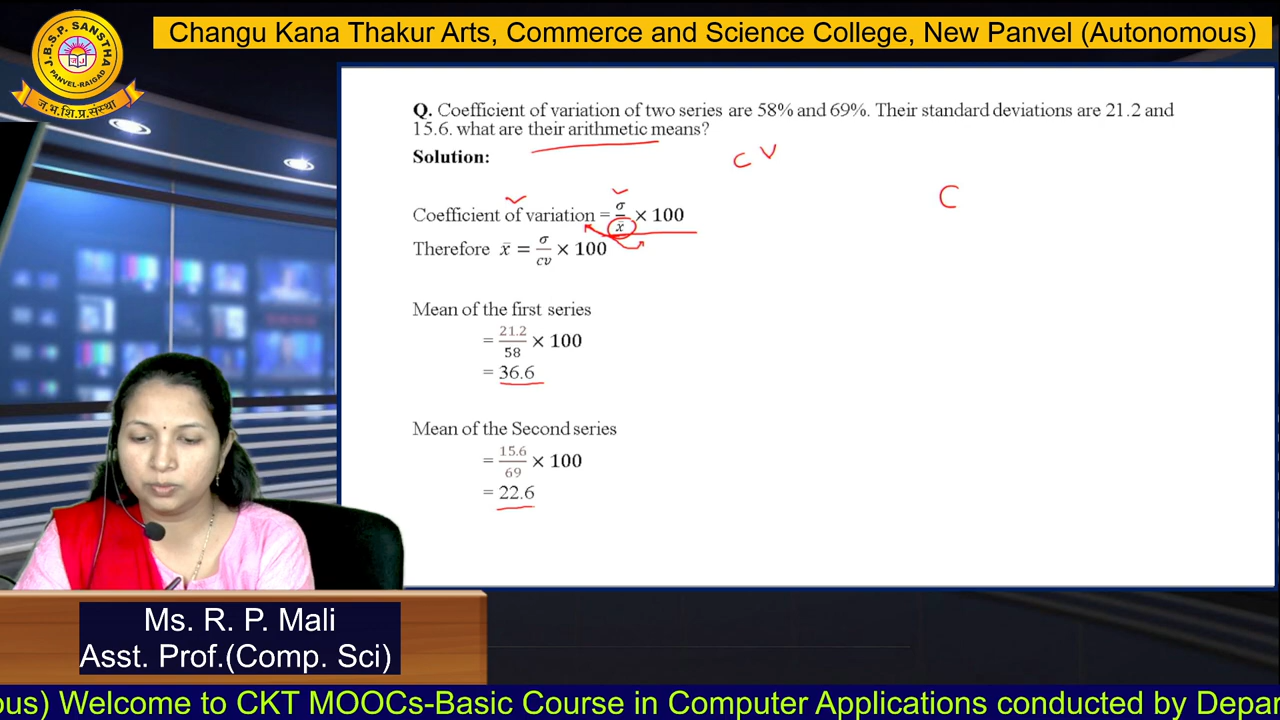 Changu Kana Thakur Arts, Commerce and Science College, New Panvel (Autonomous)
J.B.S.P. SANSTHA
PANVEL-RAIGAD
ज.भ.शि.प्र.संस्था
Q. Coefficient of variation of two series are 58% and 69%. Their standard deviations are 21.2 and
15.6. what are their arithmetic means?
Solution:
CV
C
Coefficient of variation = σ/x̄ × 100
Therefore x̄ = σ/cv × 100
Mean of the first series
= 21.2/58 × 100
= 36.6
Mean of the Second series
= 15.6/69 × 100
= 22.6
Ms. R. P. Mali
Asst. Prof.(Comp. Sci)
ous) Welcome to CKT MOOCs-Basic Course in Computer Applications conducted by Depar